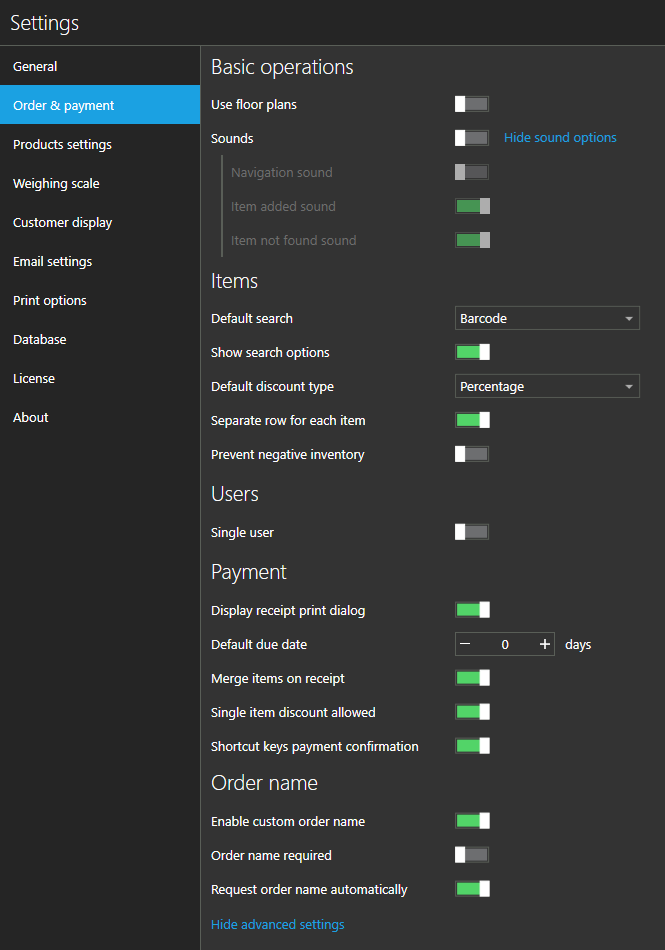 Settings
General
Order & payment
Products settings
Weighing scale
Customer display
Email settings
Print options
Database
License
About
Basic operations
Use floor plans
Sounds Hide sound options
Navigation sound
Item added sound
Item not found sound
Items
Default search Barcode
Show search options
Default discount type Percentage
Separate row for each item
Prevent negative inventory
Users
Single user
Payment
Display receipt print dialog
Default due date — 0 + days
Merge items on receipt
Single item discount allowed
Shortcut keys payment confirmation
Order name
Enable custom order name
Order name required
Request order name automatically
Hide advanced settings